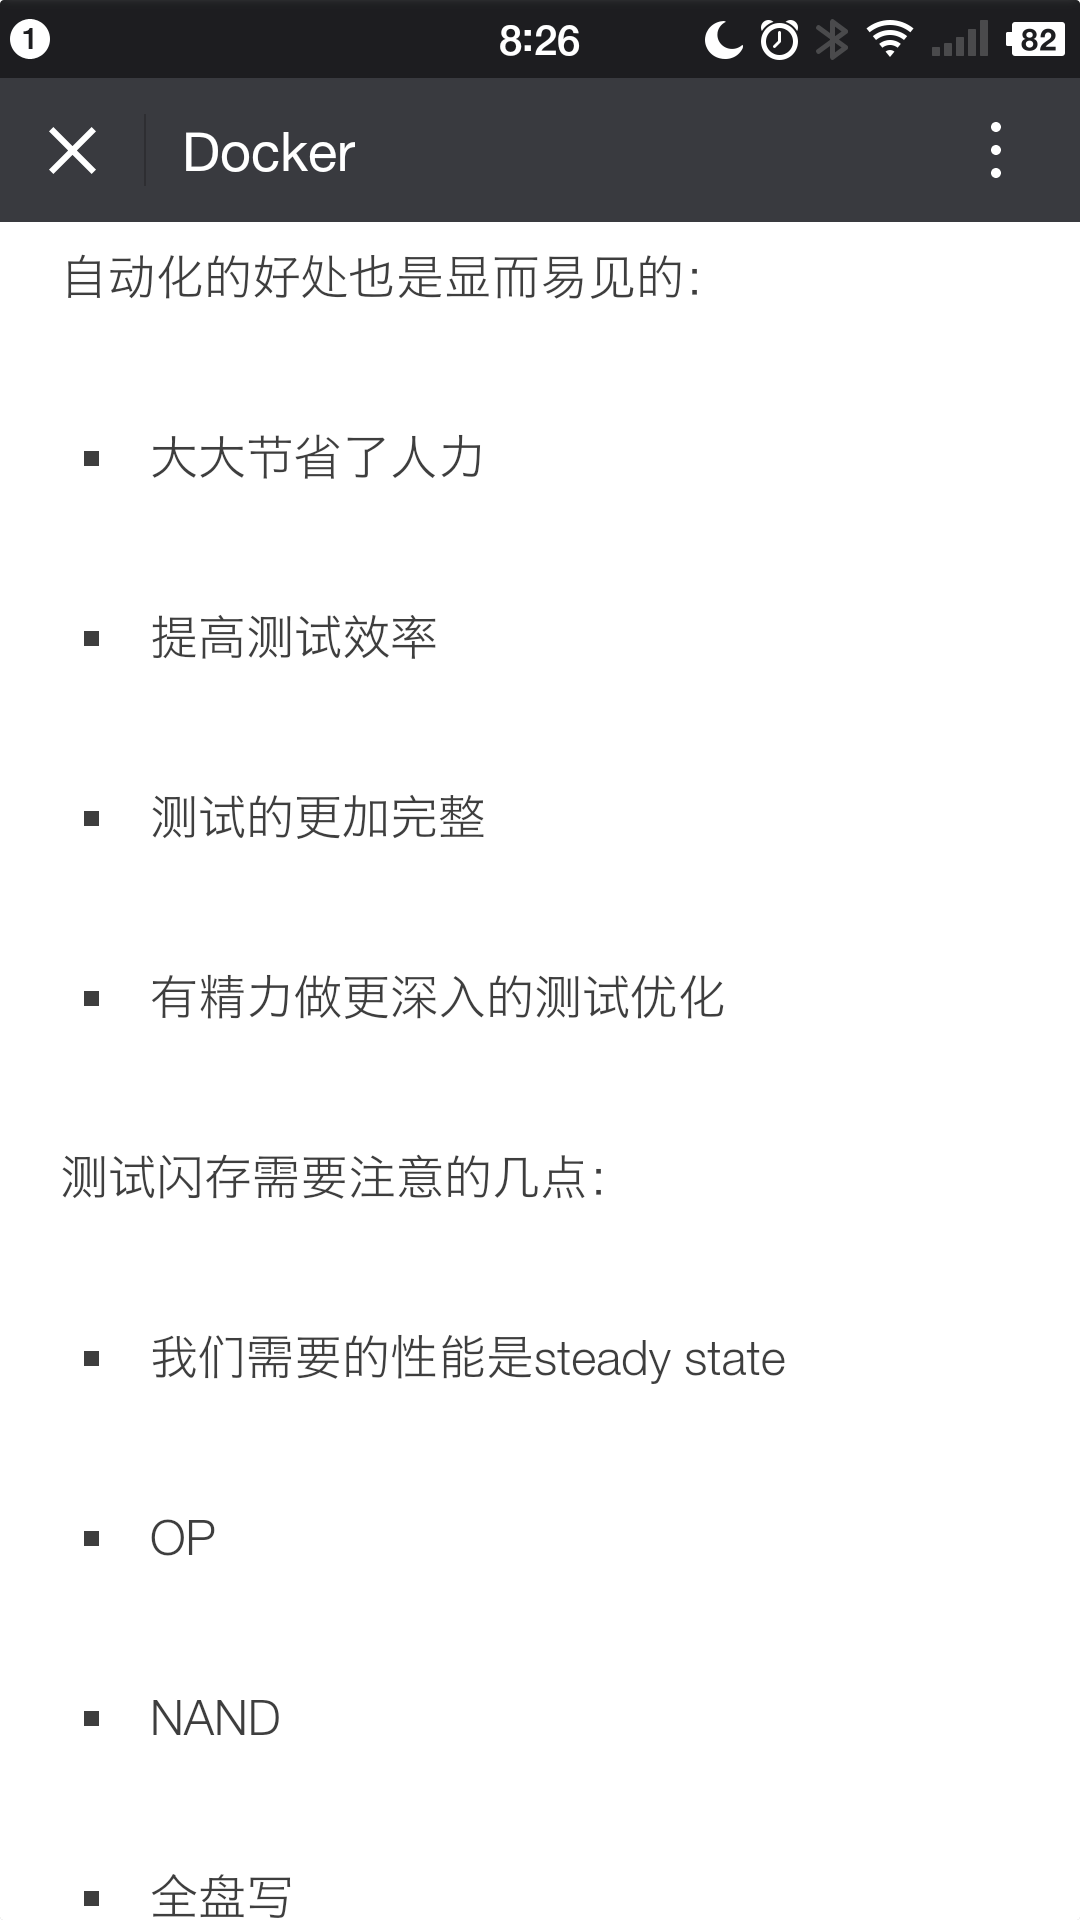 1
8:26
82
Docker
自动化的好处也是显而易见的：
大大节省了人力
提高测试效率
测试的更加完整
有精力做更深入的测试优化
测试闪存需要注意的几点：
我们需要的性能是steady state
OP
NAND
全盘写